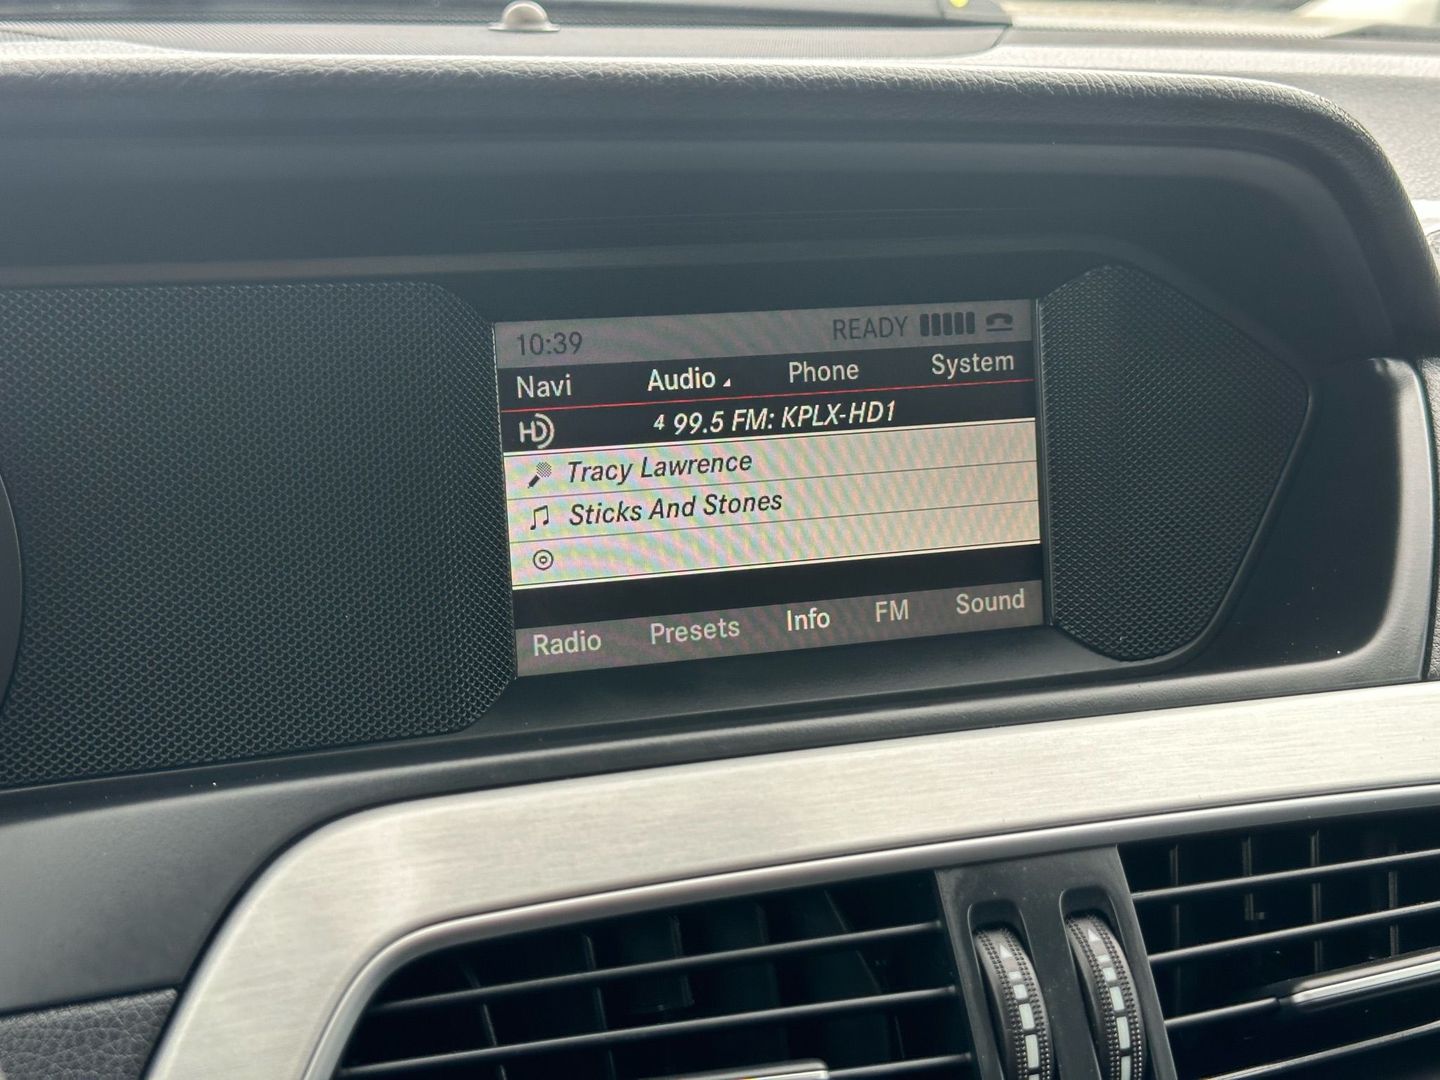 10:39 READY
Navi Audio Phone System
HD 4 99.5 FM: KPLX-HD1
Tracy Lawrence
Sticks And Stones
Radio Presets Info FM Sound